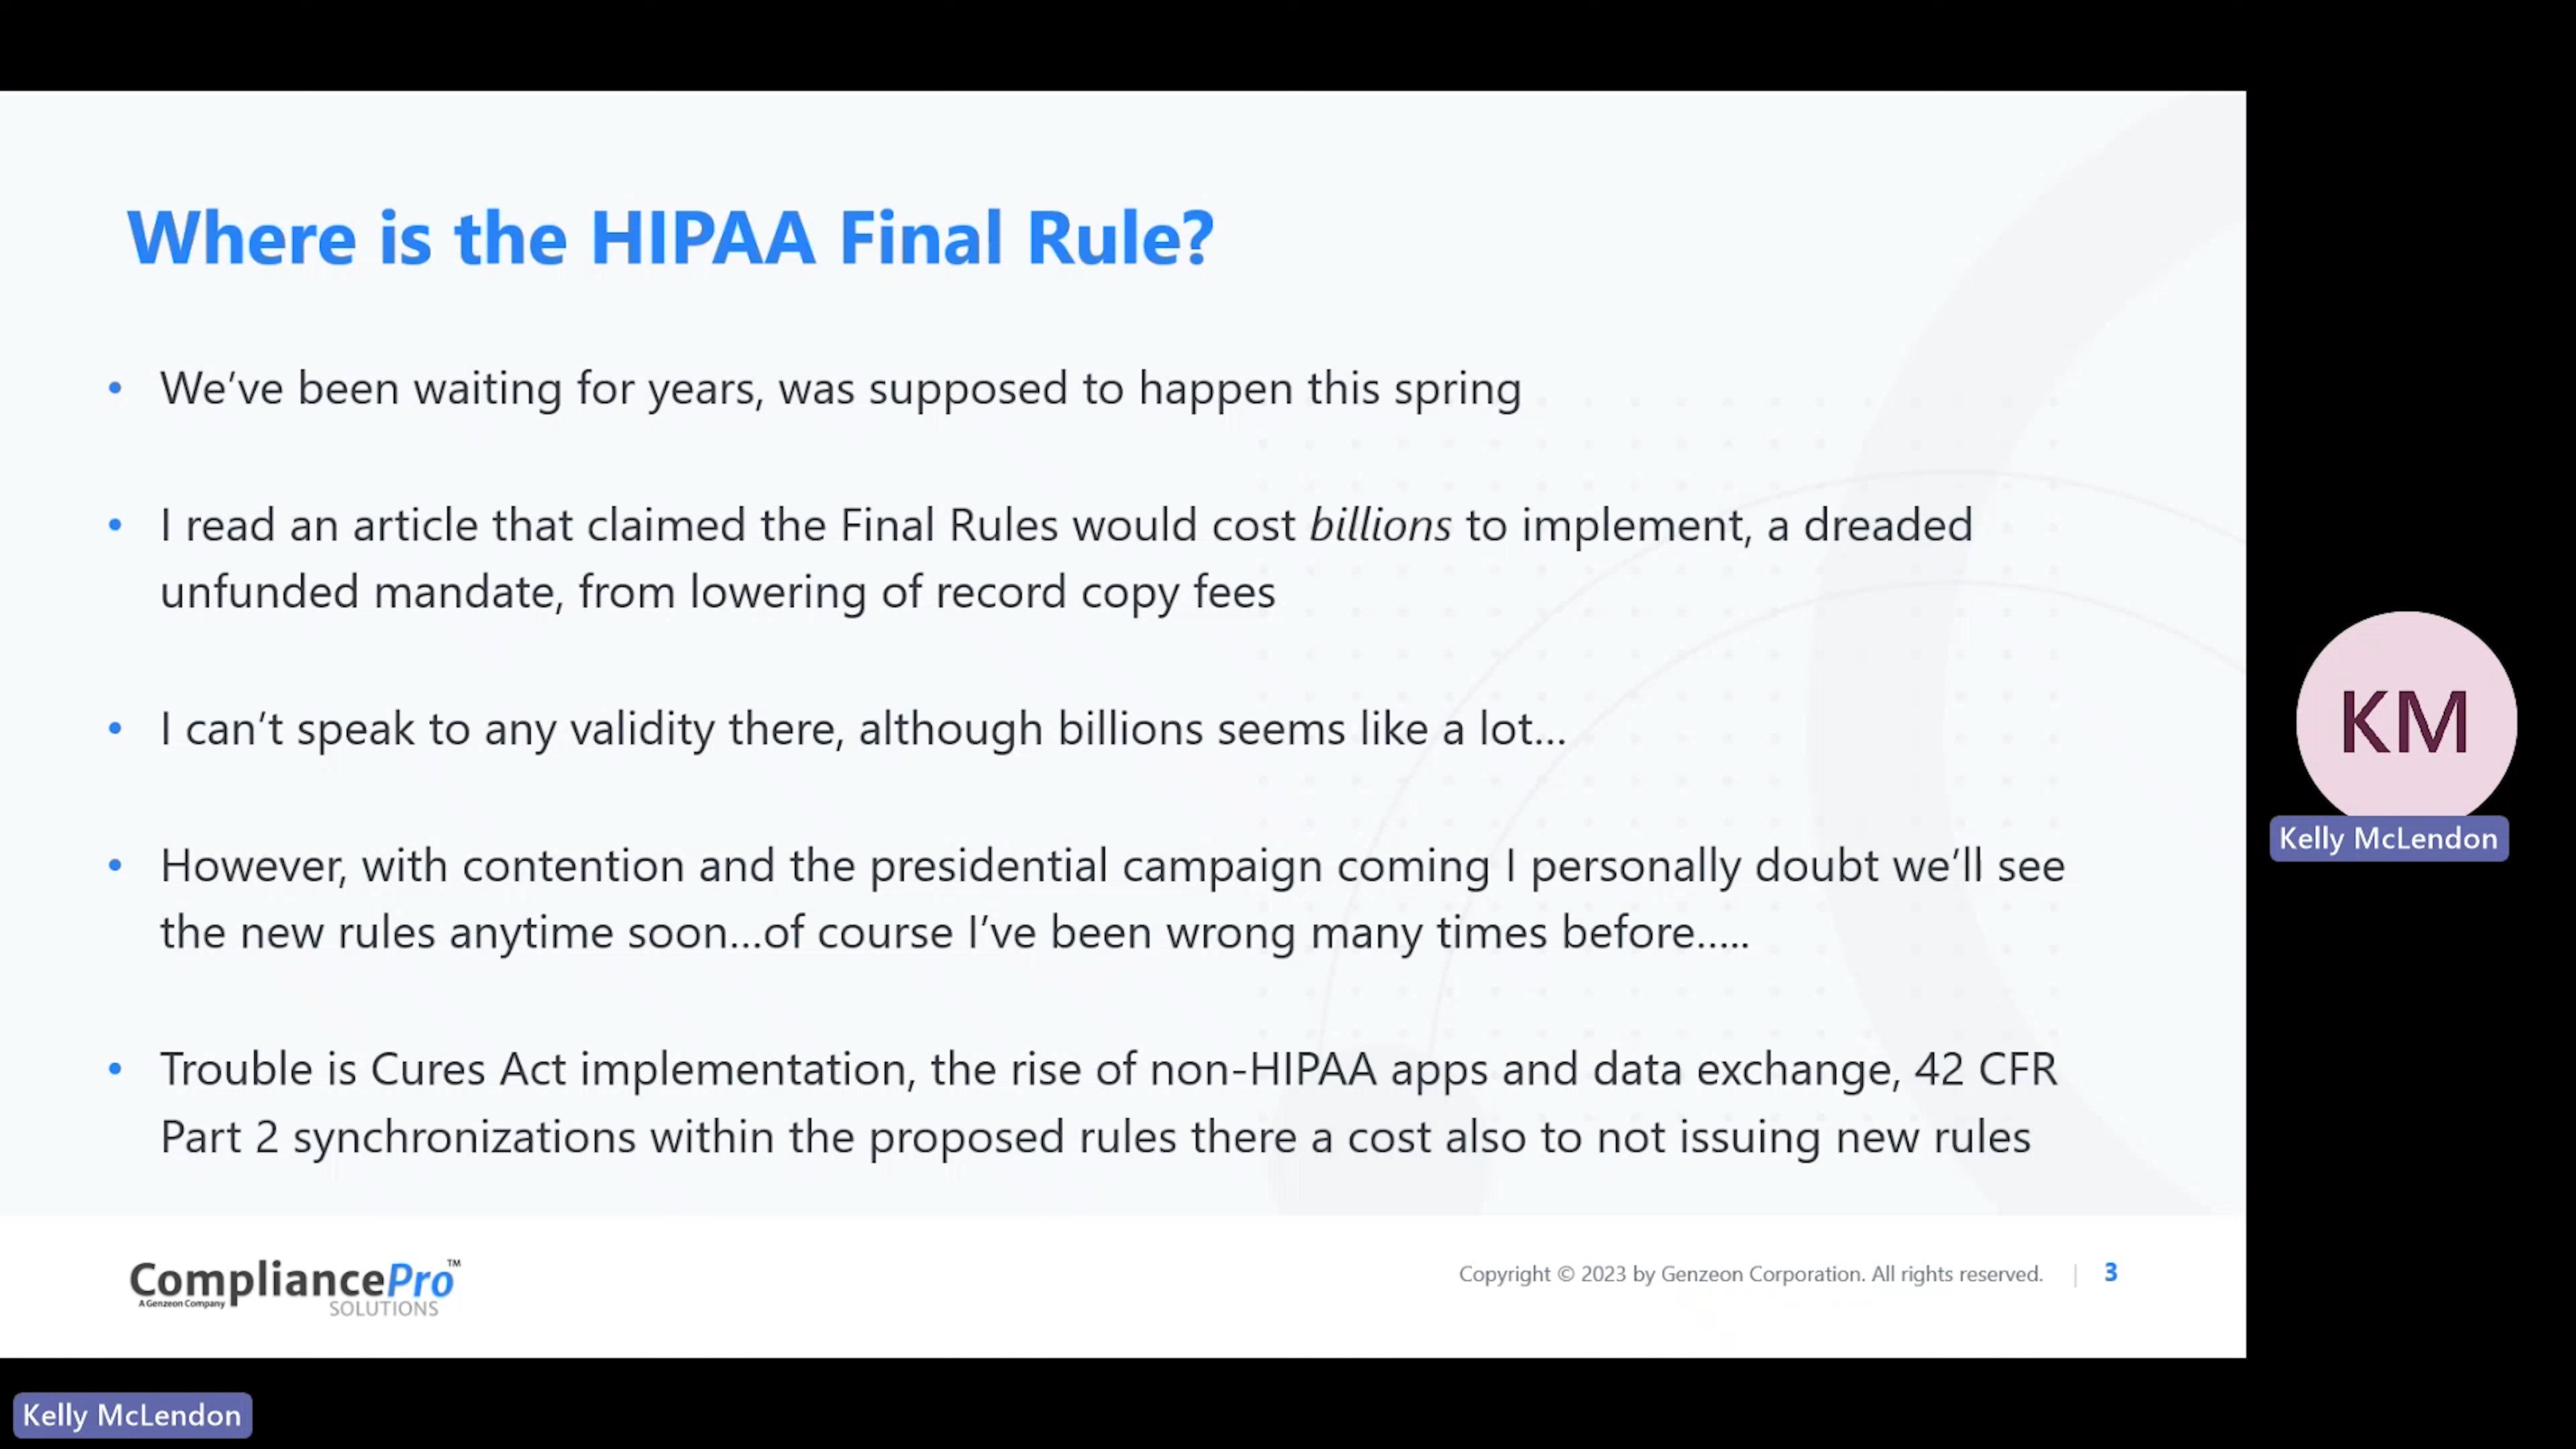 Where is the HIPAA Final Rule?
• We’ve been waiting for years, was supposed to happen this spring
• I read an article that claimed the Final Rules would cost billions to implement, a dreaded
unfunded mandate, from lowering of record copy fees
• I can’t speak to any validity there, although billions seems like a lot…
• However, with contention and the presidential campaign coming I personally doubt we’ll see
the new rules anytime soon…of course I’ve been wrong many times before…..
• Trouble is Cures Act implementation, the rise of non-HIPAA apps and data exchange, 42 CFR
Part 2 synchronizations within the proposed rules there a cost also to not issuing new rules
CompliancePro™
A Genzeon Company
SOLUTIONS
Copyright © 2023 by Genzeon Corporation. All rights reserved. | 3
KM
Kelly McLendon
Kelly McLendon